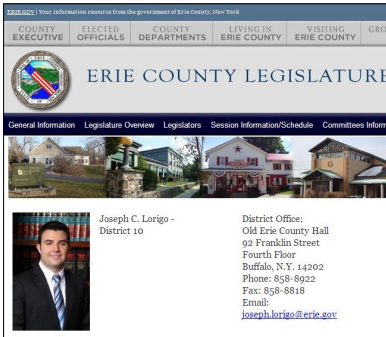 ERIE.GOV | Your information resource from the government of Erie County, New York
COUNTY EXECUTIVE
ELECTED OFFICIALS
COUNTY DEPARTMENTS
LIVING IN ERIE COUNTY
VISITING ERIE COUNTY
ERIE COUNTY LEGISLATURE
General Information Legislature Overview Legislators Session Information/Schedule Committees
Joseph C. Lorigo -
District 10
District Office:
Old Erie County Hall
92 Franklin Street
Fourth Floor
Buffalo, N.Y. 14202
Phone: 858-8922
Fax: 858-8818
Email:
joseph.lorigo@erie.gov